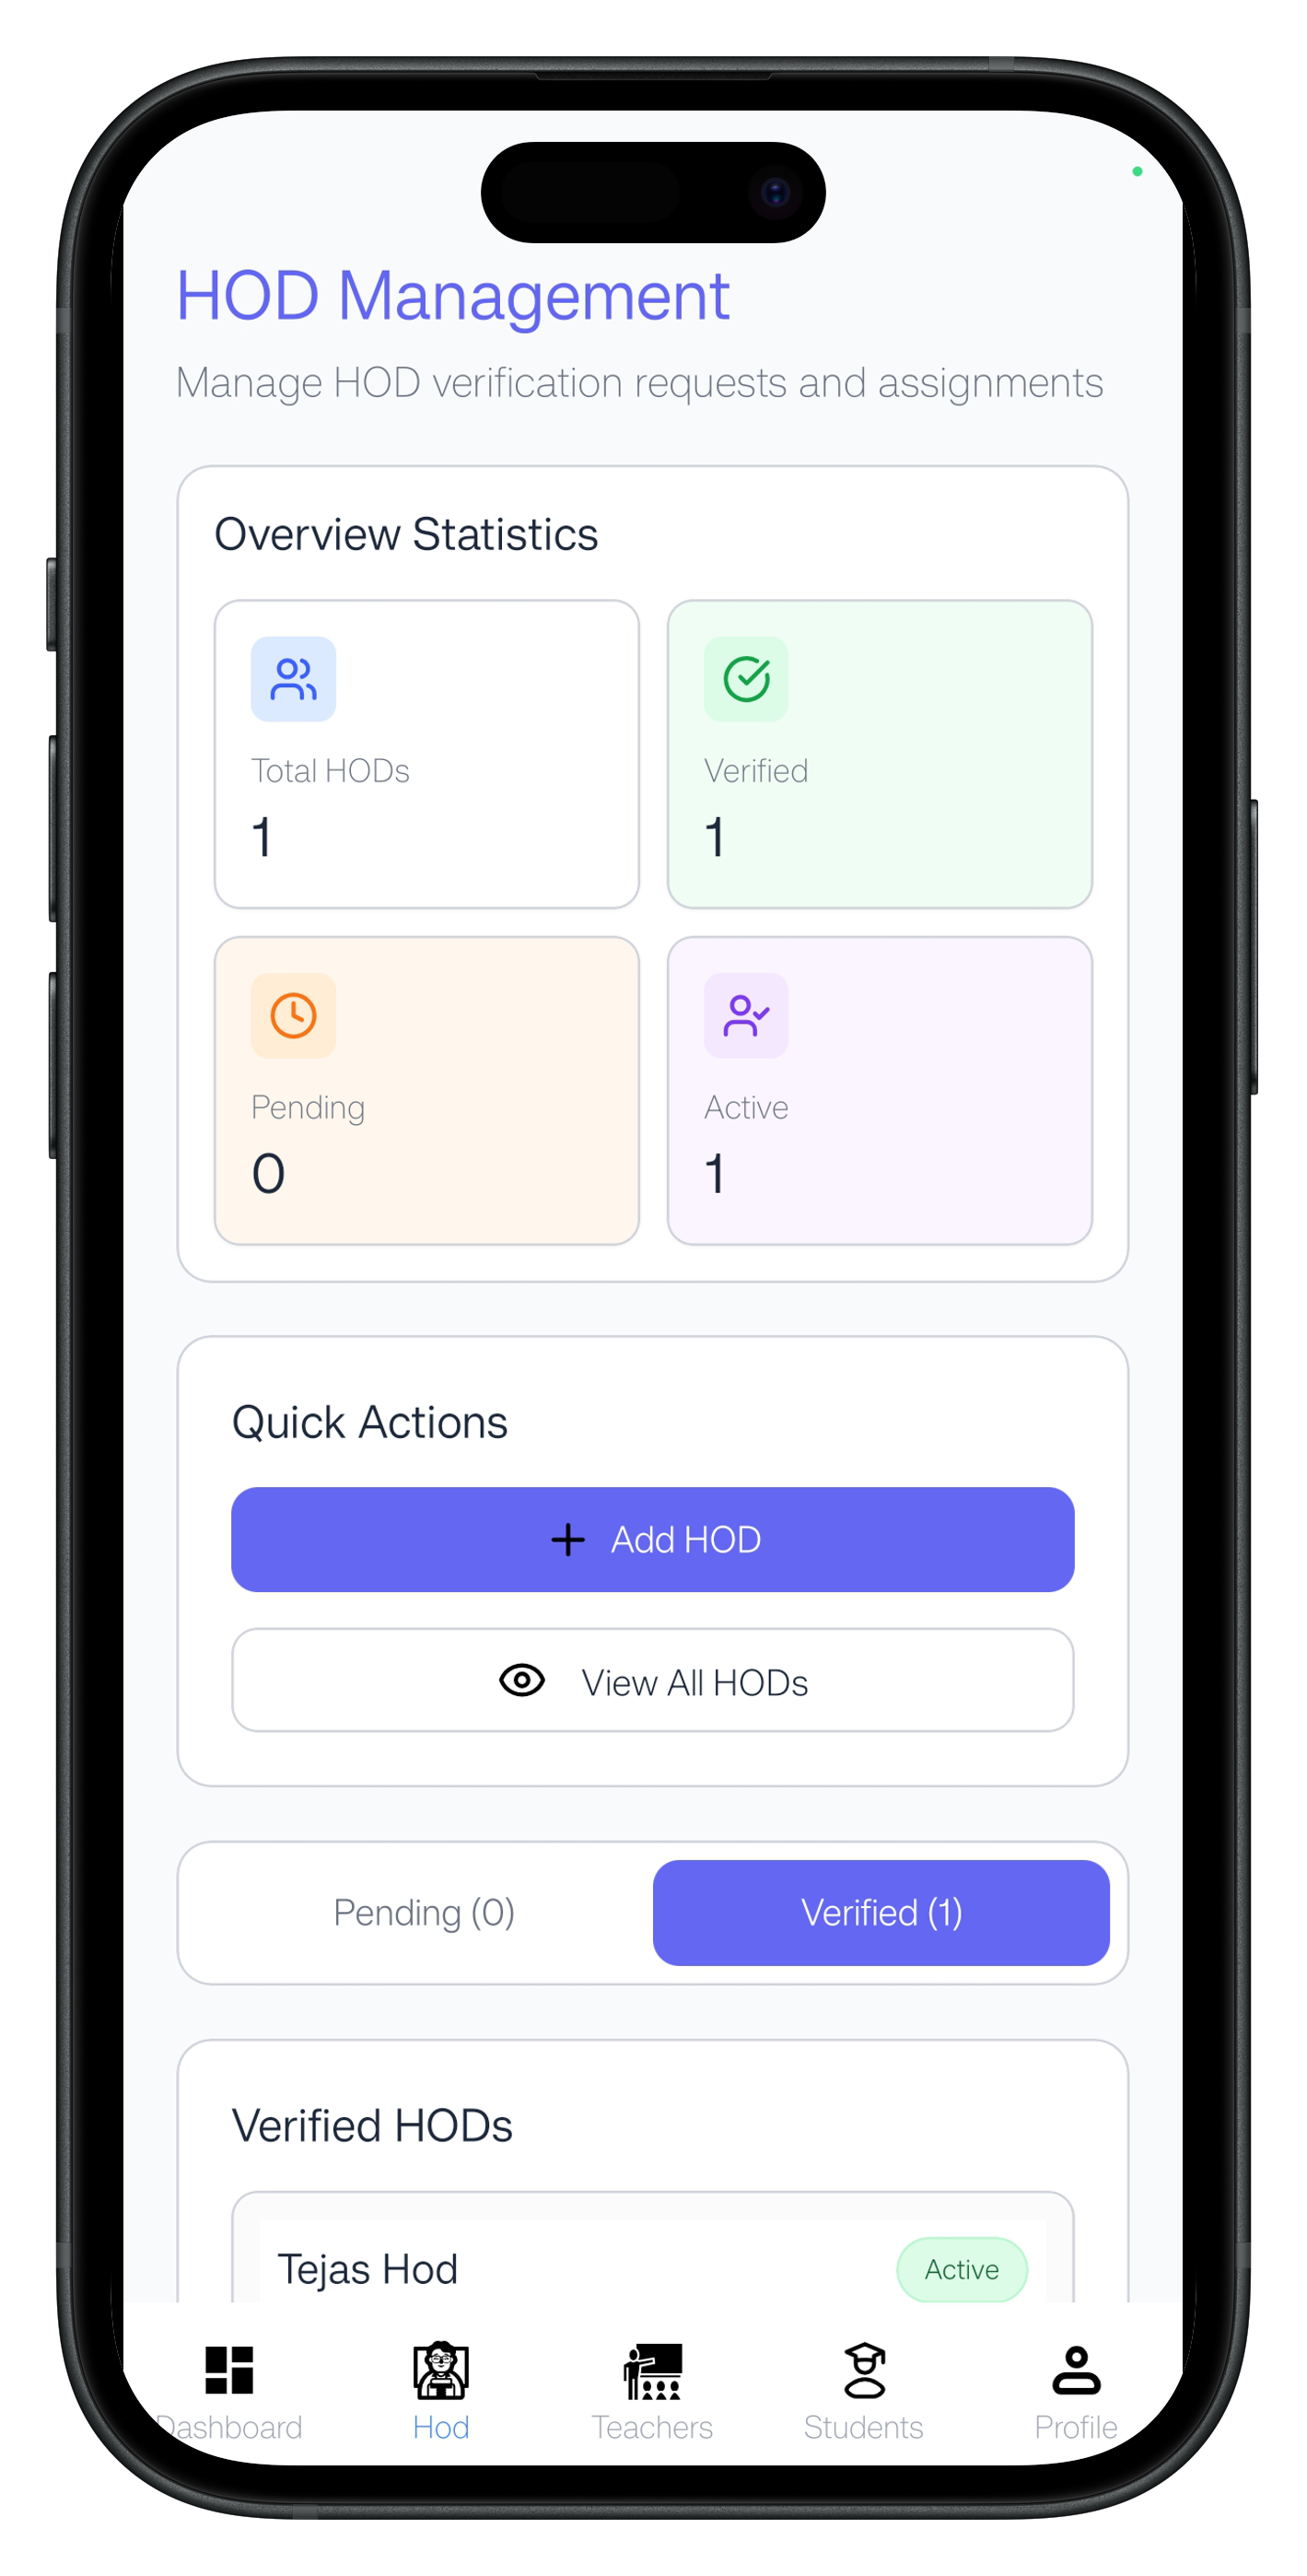 HOD Management
Manage HOD verification requests and assignments
Overview Statistics
Total HODs
1
Verified
1
Pending
0
Active
1
Quick Actions
Add HOD
View All HODs
Pending (0)
Verified (1)
Verified HODs
Tejas Hod
Active
Dashboard
Hod
Teachers
Students
Profile